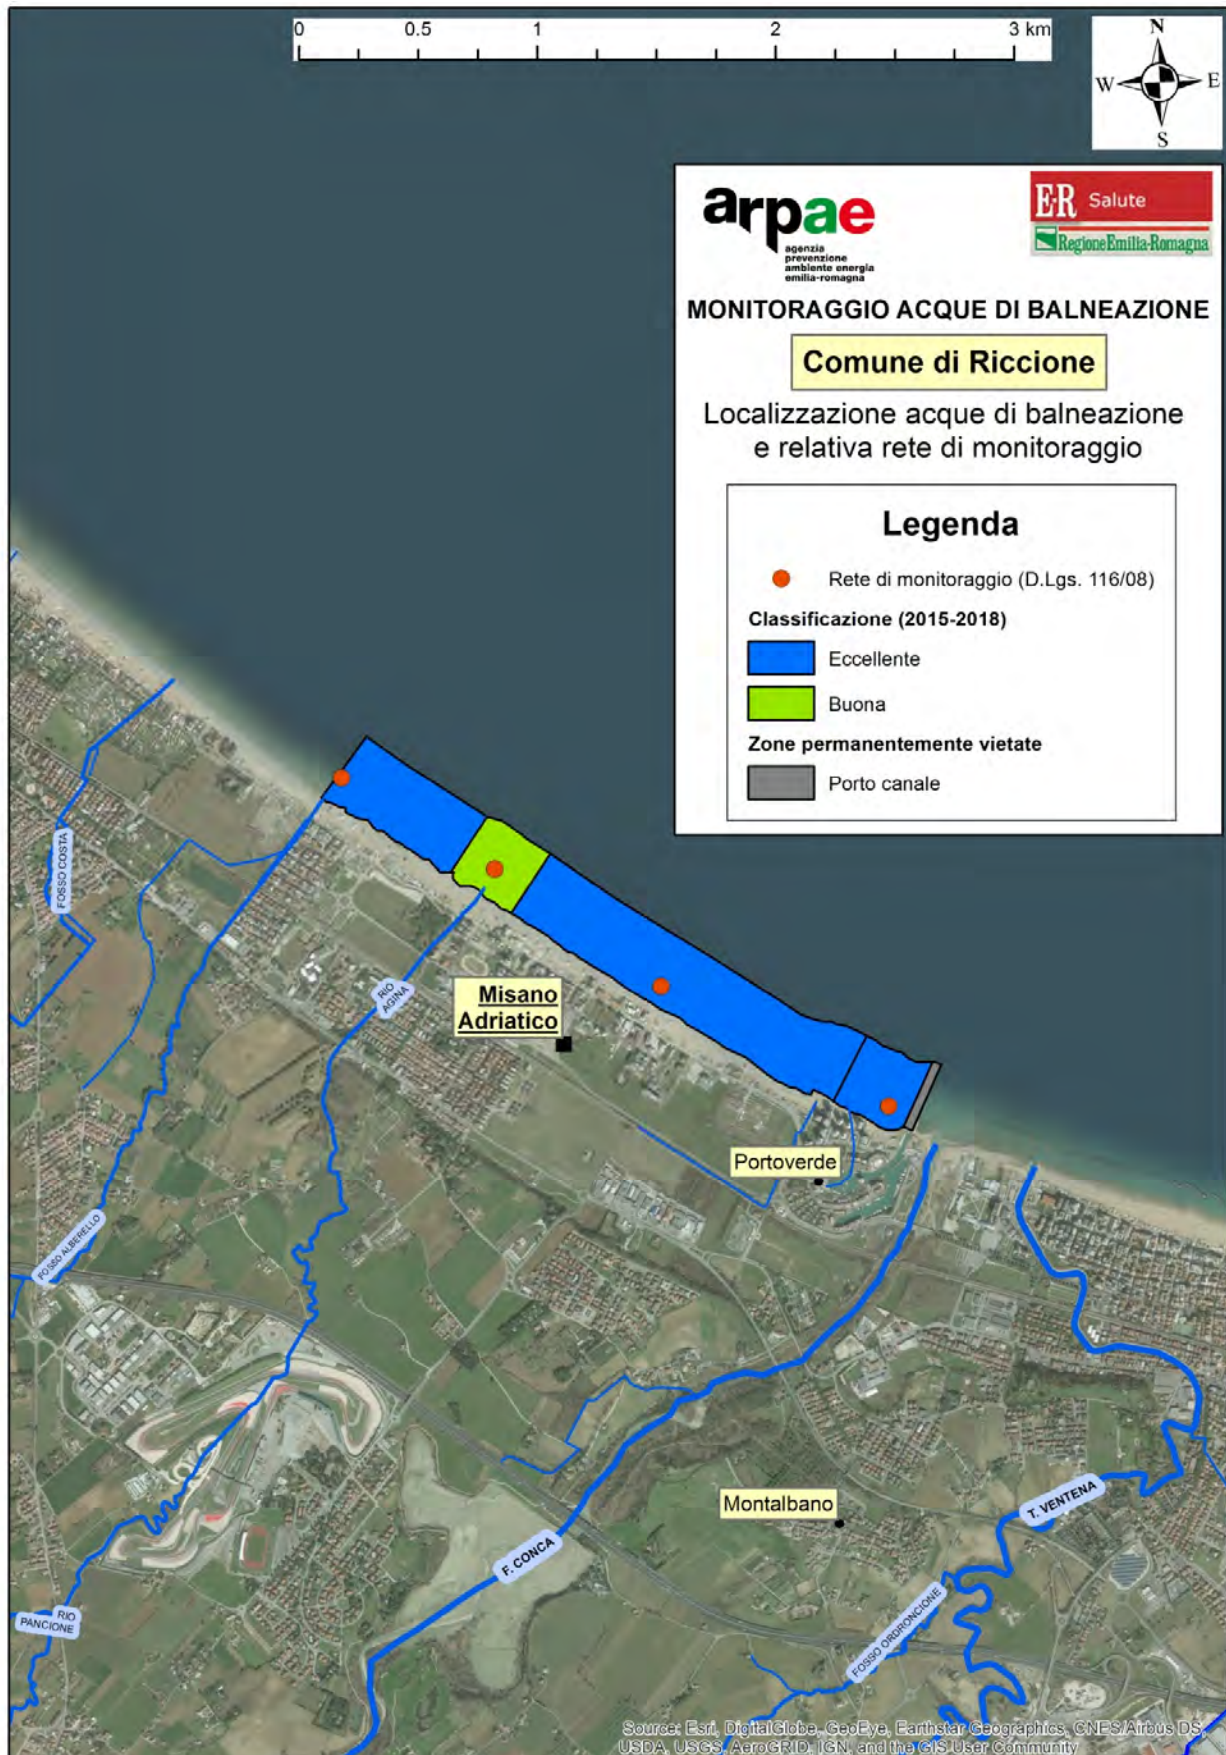 0 0.5 1 2 3 km
N
W E
S
arpae
agenzia
prevenzione
ambiente energia
emilia-romagna
E-R Salute
RegioneEmilia-Romagna
MONITORAGGIO ACQUE DI BALNEAZIONE
Comune di Riccione
Localizzazione acque di balneazione
e relativa rete di monitoraggio
Legenda
Rete di monitoraggio (D.Lgs. 116/08)
Classificazione (2015-2018)
Eccellente
Buona
Zone permanentemente vietate
Porto canale
FOSSO COSTA
RIO
AGINA
Misano
Adriatico
Portoverde
FOSSO ALBERELLO
Montalbano
T. VENTENA
F. CONCA
FOSSO ORDRONCIONE
RIO
PANCIONE
Source: Esri, DigitalGlobe, GeoEye, Earthstar Geographics, CNES/Airbus DS,
USDA, USGS, AeroGRID, IGN, and the GIS User Community